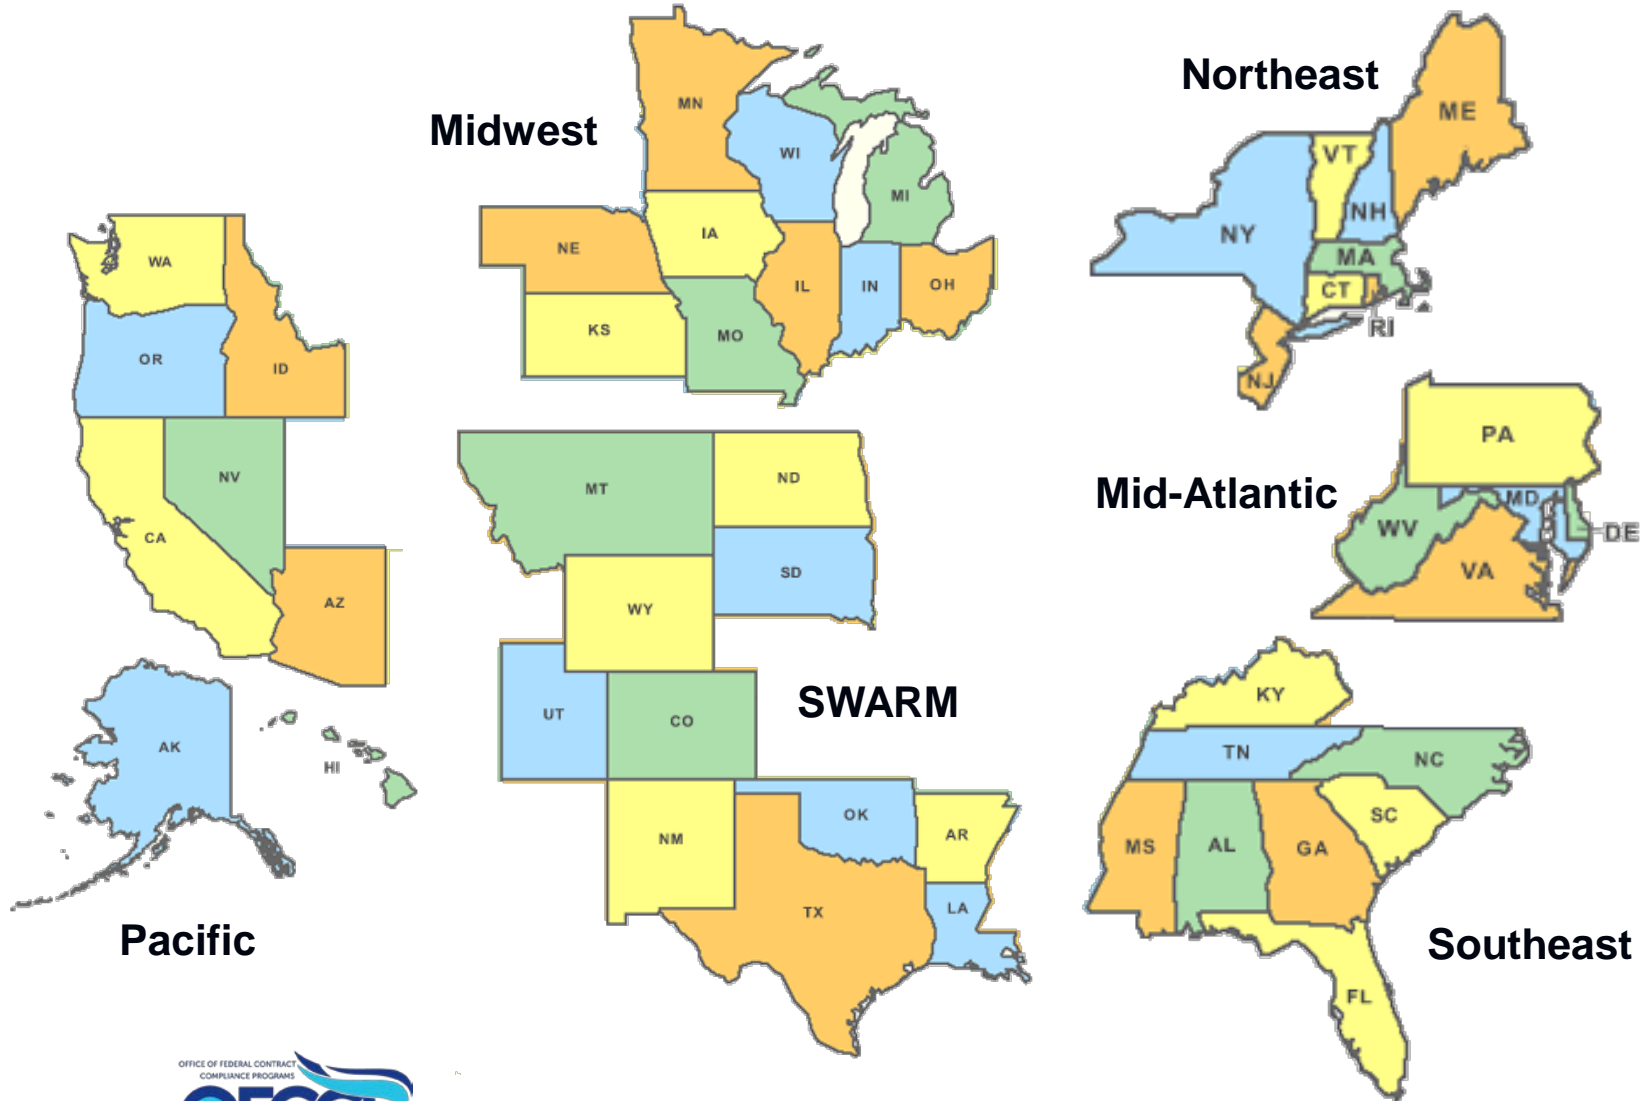 Midwest
MN
WI
MI
NE
IA
IL
IN
OH
KS
MO
Northeast
ME
VT
NH
NY
MA
CT
RI
NJ
WA
OR
ID
NV
CA
AZ
AK
HI
Pacific
MT
ND
SD
WY
UT
CO
SWARM
NM
OK
AR
TX
LA
Mid-Atlantic
PA
MD
WV
DE
VA
KY
TN
NC
SC
MS
AL
GA
FL
Southeast
OFFICE OF FEDERAL CONTRACT
COMPLIANCE PROGRAMS